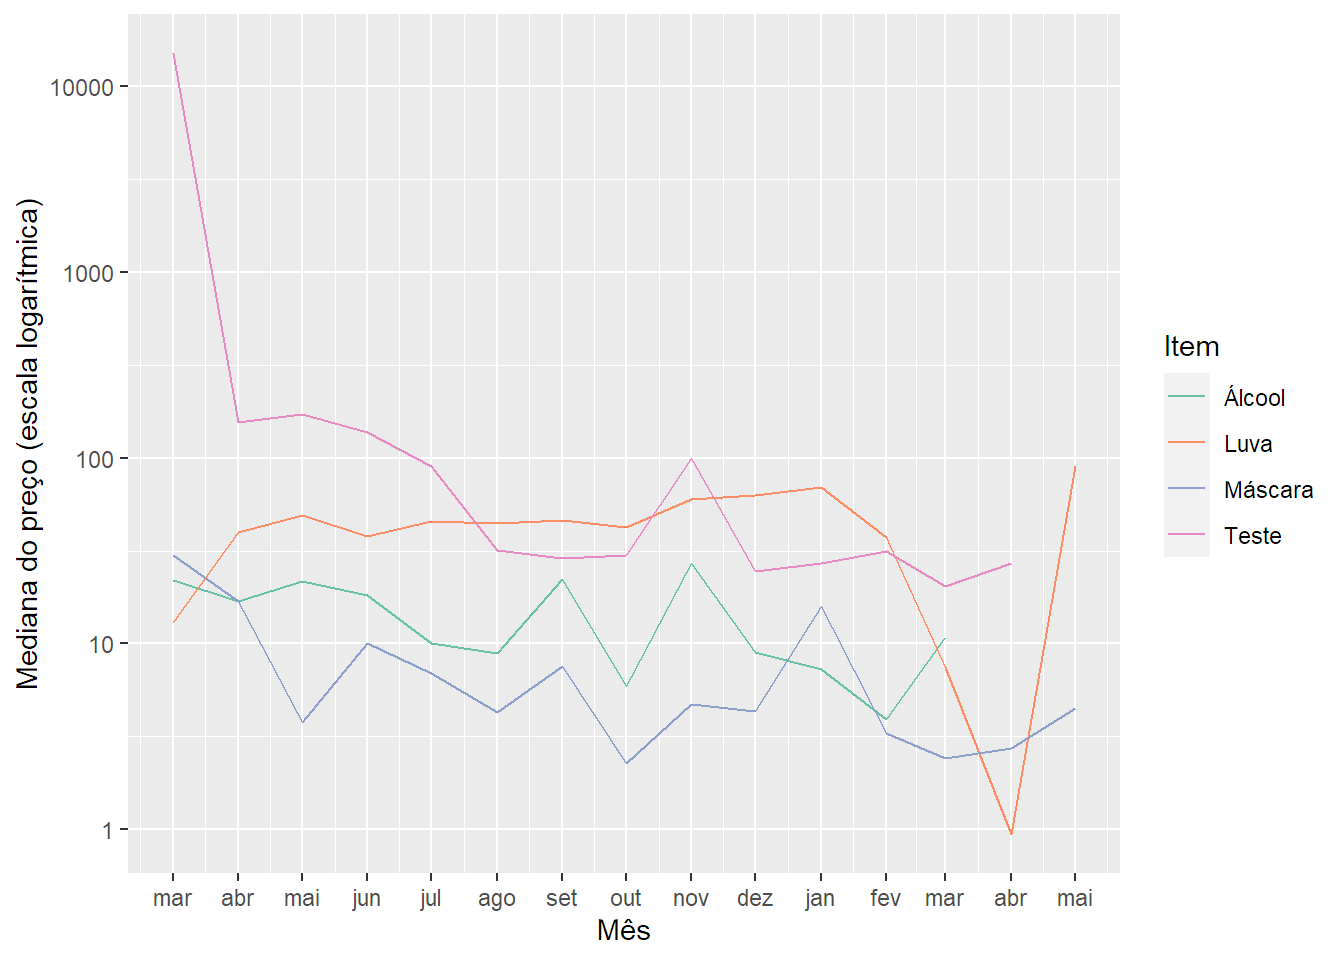 Mediana do preço (escala logarítmica)
10000
1000
100
10
1
mar abr mai jun jul ago set out nov dez jan fev mar abr mai
Mês
Item
Álcool
Luva
Máscara
Teste